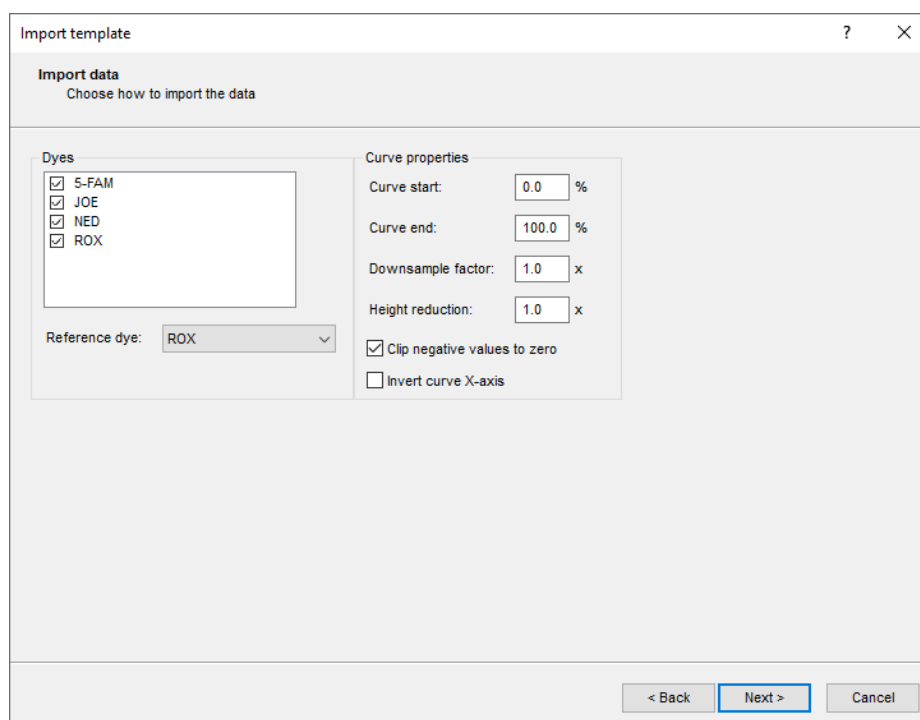 Import template
?
Import data
Choose how to import the data
Dyes
5-FAM
JOE
NED
ROX
Reference dye: ROX
Curve properties
Curve start: 0.0 %
Curve end: 100.0 %
Downsample factor: 1.0 x
Height reduction: 1.0 x
Clip negative values to zero
Invert curve X-axis
< Back Next > Cancel